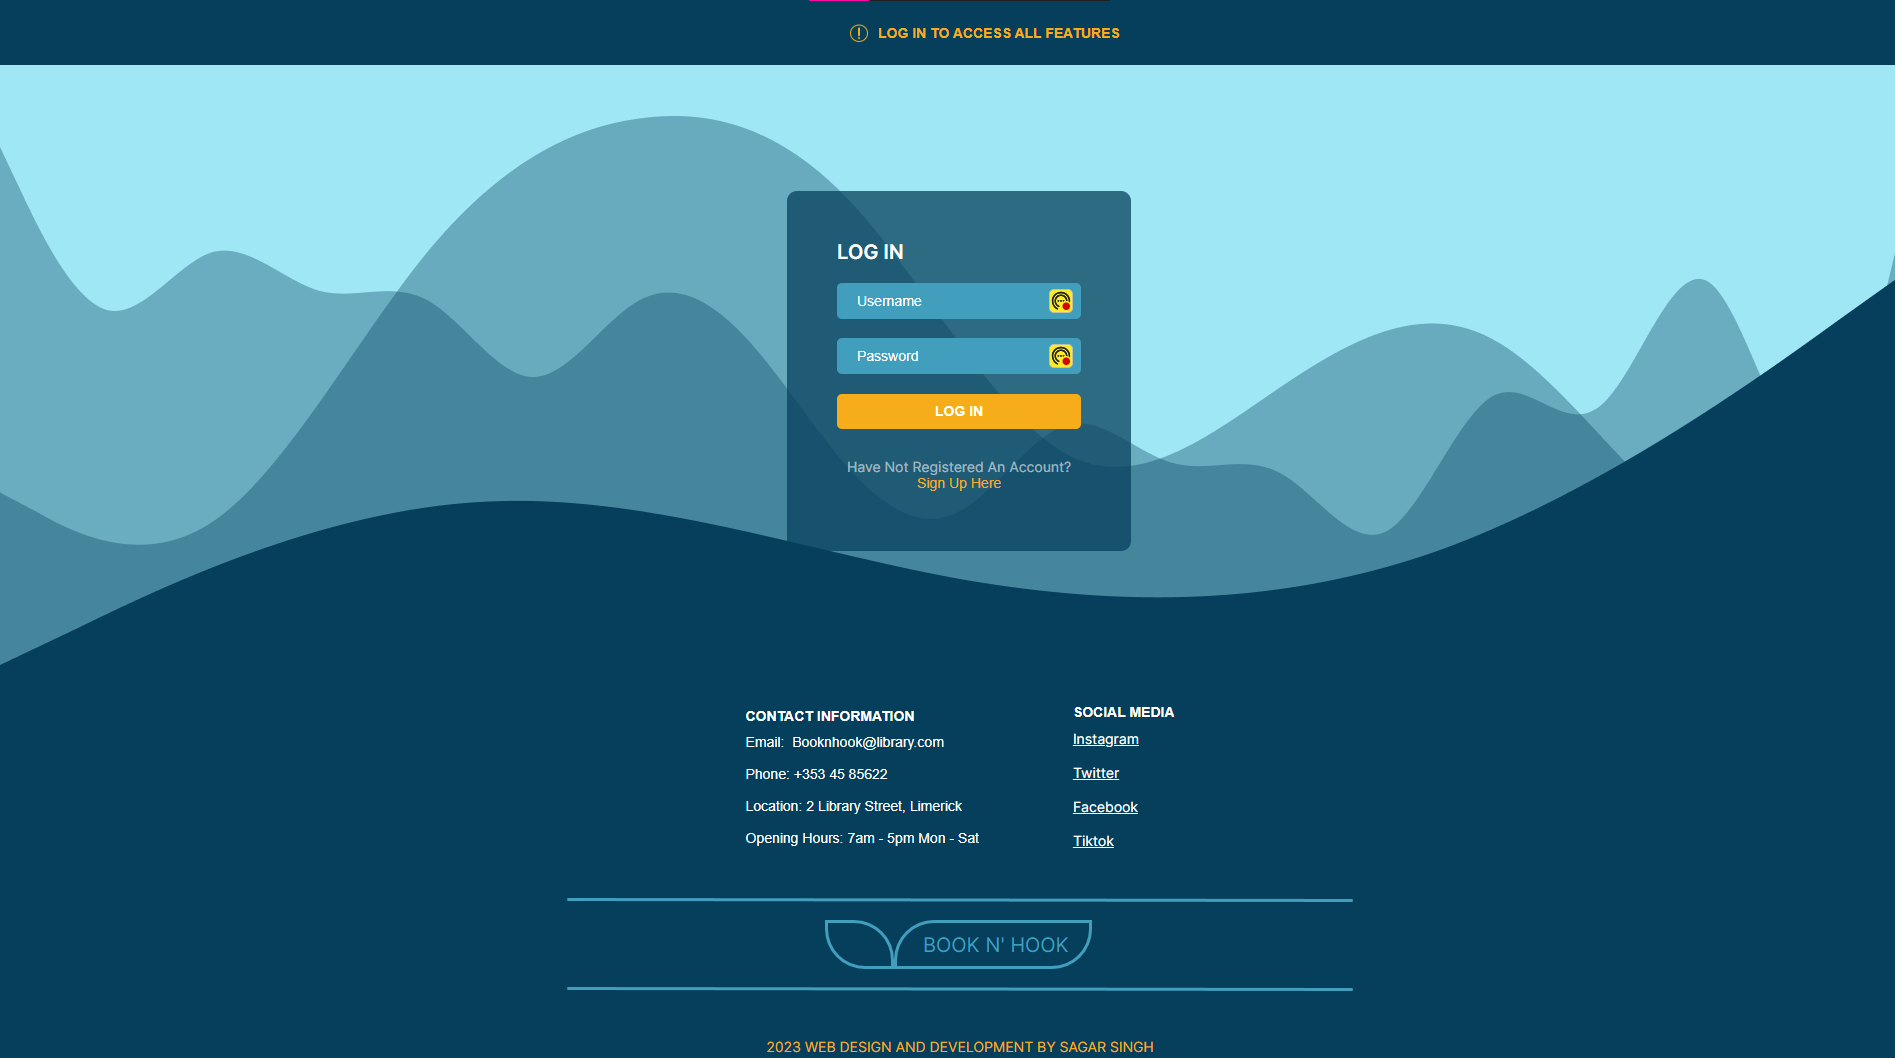 LOG IN TO ACCESS ALL FEATURES
LOG IN
Username
Password
LOG IN
Have Not Registered An Account?
Sign Up Here
CONTACT INFORMATION
Email:  Booknhook@library.com
Phone: +353 45 85622
Location: 2 Library Street, Limerick
Opening Hours: 7am - 5pm Mon - Sat
SOCIAL MEDIA
Instagram
Twitter
Facebook
Tiktok
BOOK N' HOOK
2023 WEB DESIGN AND DEVELOPMENT BY SAGAR SINGH